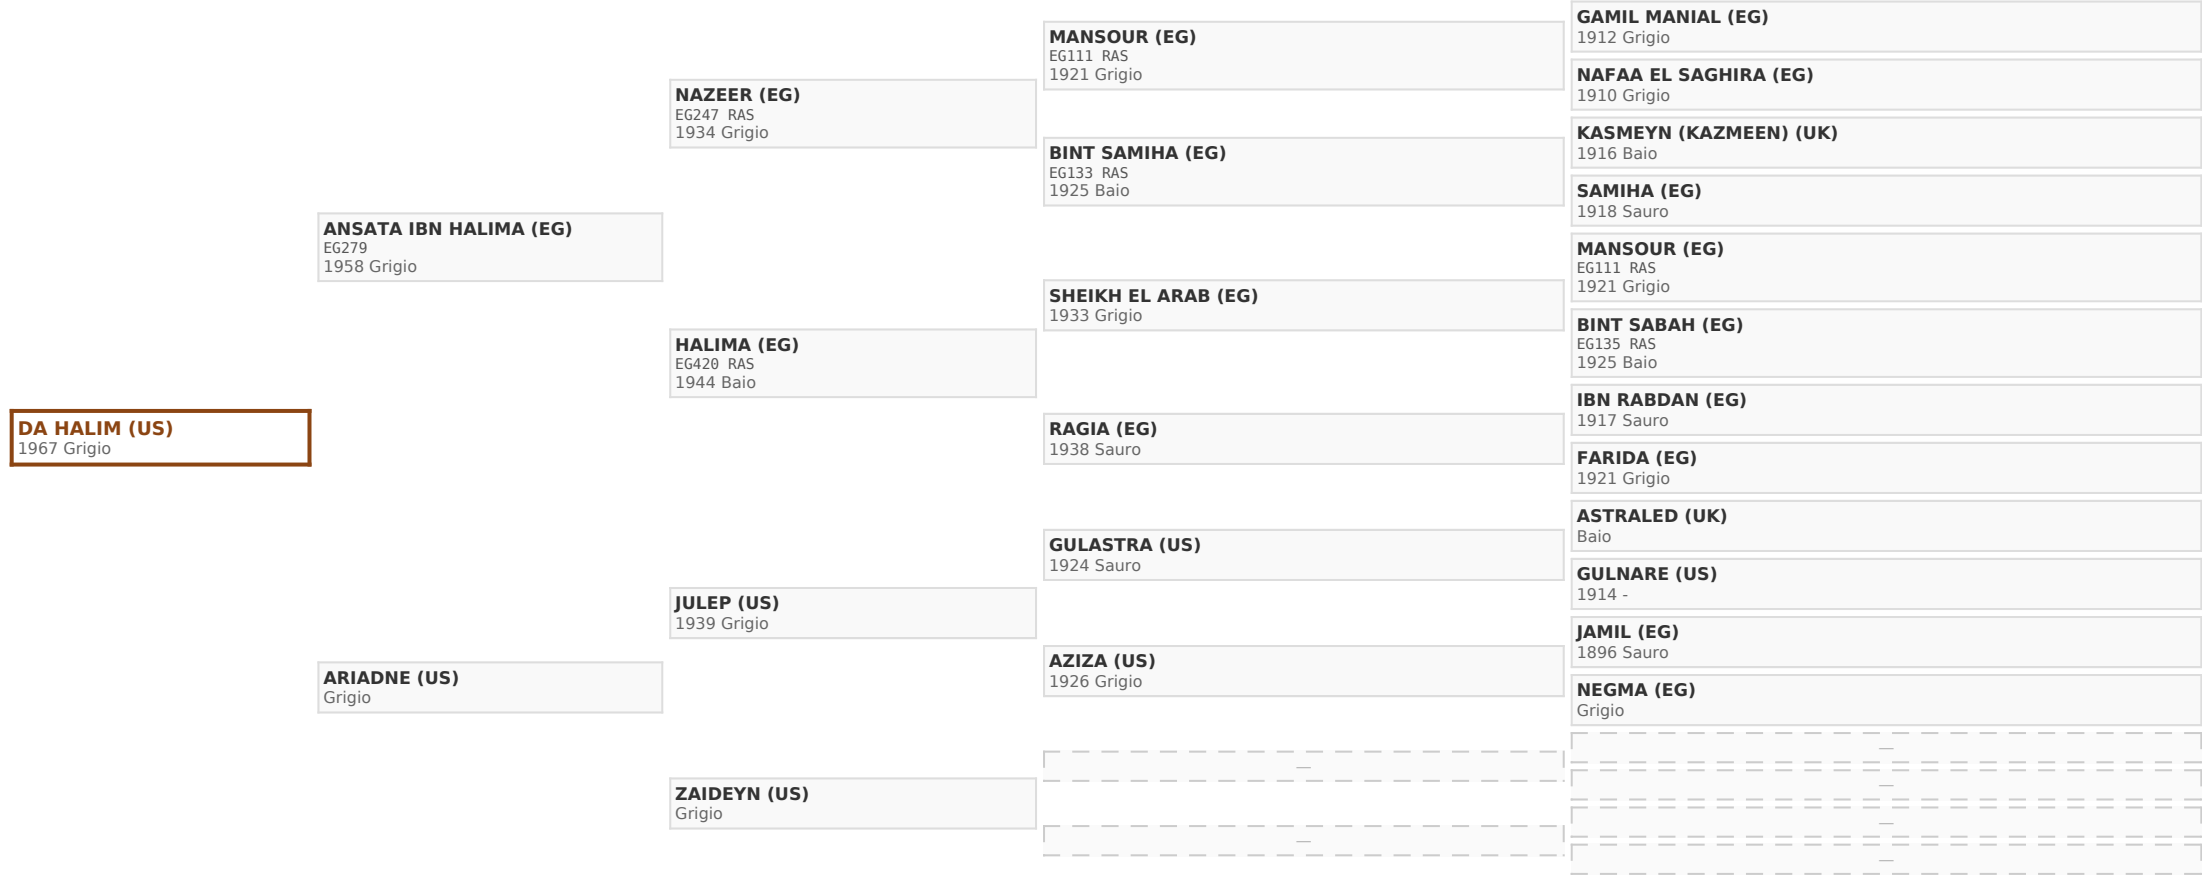 DA HALIM (US)
1967 Grigio
ANSATA IBN HALIMA (EG)
EG279
1958 Grigio
ARIADNE (US)
Grigio
NAZEER (EG)
EG247 RAS
1934 Grigio
HALIMA (EG)
EG420 RAS
1944 Baio
JULEP (US)
1939 Grigio
ZAIDEYN (US)
Grigio
MANSOUR (EG)
EG111 RAS
1921 Grigio
BINT SAMIHA (EG)
EG133 RAS
1925 Baio
SHEIKH EL ARAB (EG)
1933 Grigio
RAGIA (EG)
1938 Sauro
GULASTRA (US)
1924 Sauro
AZIZA (US)
1926 Grigio
—
—
GAMIL MANIAL (EG)
1912 Grigio
NAFAA EL SAGHIRA (EG)
1910 Grigio
KASMEYN (KAZMEEN) (UK)
1916 Baio
SAMIHA (EG)
1918 Sauro
MANSOUR (EG)
EG111 RAS
1921 Grigio
BINT SABAH (EG)
EG135 RAS
1925 Baio
IBN RABDAN (EG)
1917 Sauro
FARIDA (EG)
1921 Grigio
ASTRALED (UK)
Baio
GULNARE (US)
1914 -
JAMIL (EG)
1896 Sauro
NEGMA (EG)
Grigio
—
—
—
—